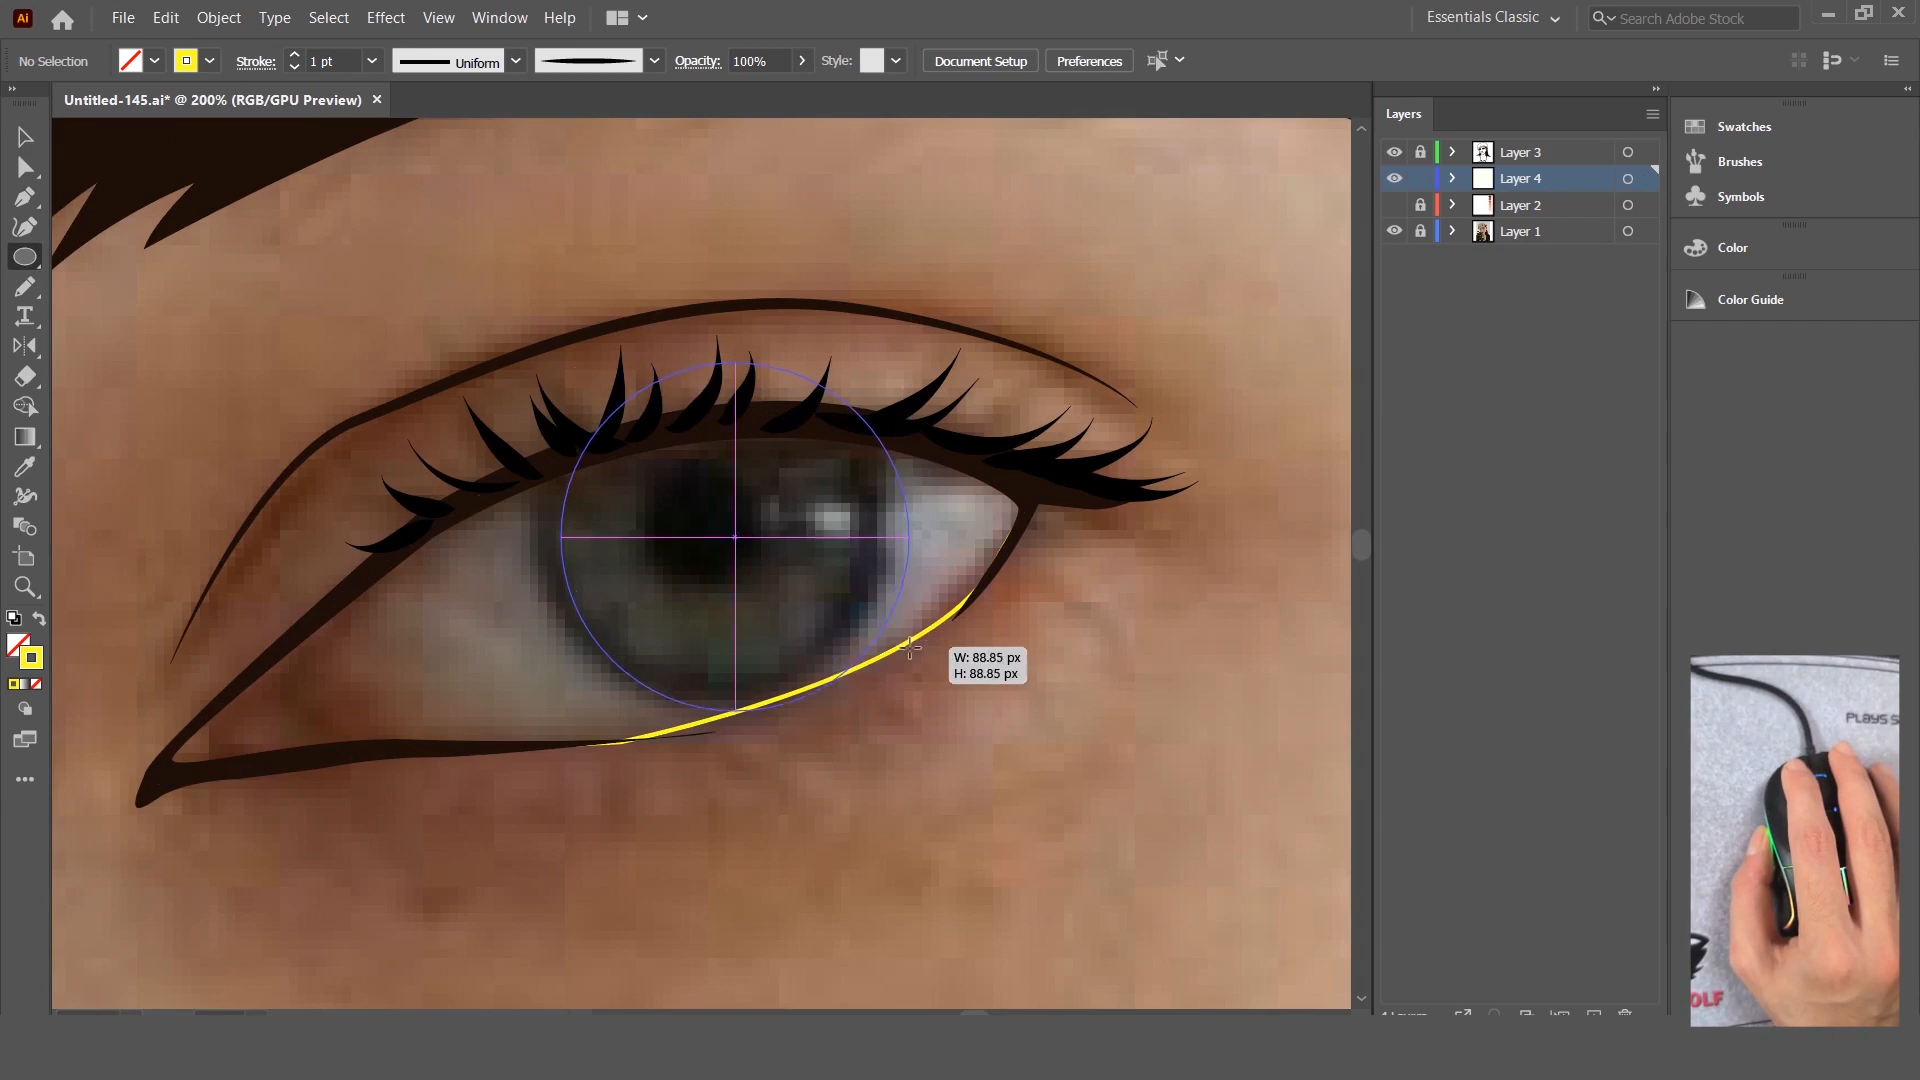 Ai File Edit Object Type Select Effect View Window Help Essentials Classic Search Adobe Stock
No Selection Stroke: 1 pt Uniform Opacity: 100% Style: Document Setup Preferences
Untitled-145.ai* @ 200% (RGB/GPU Preview)
Layers
Layer 3
Layer 4
Layer 2
Layer 1
Swatches
Brushes
Symbols
Color
Color Guide
W: 88.85 px
H: 88.85 px
PLAYS S
OLF